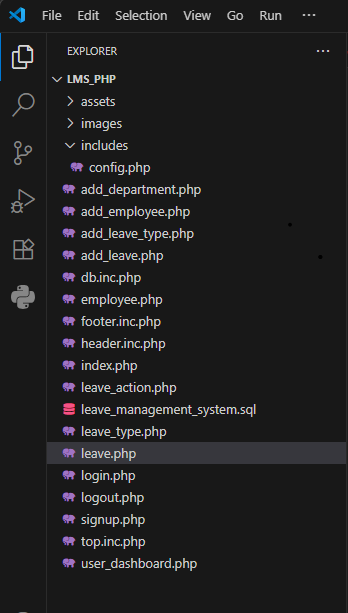 File Edit Selection View Go Run ...
EXPLORER ...
LMS_PHP
assets
images
includes
config.php
add_department.php
add_employee.php
add_leave_type.php
add_leave.php
db.inc.php
employee.php
footer.inc.php
header.inc.php
index.php
leave_action.php
leave_management_system.sql
leave_type.php
leave.php
login.php
logout.php
signup.php
top.inc.php
user_dashboard.php